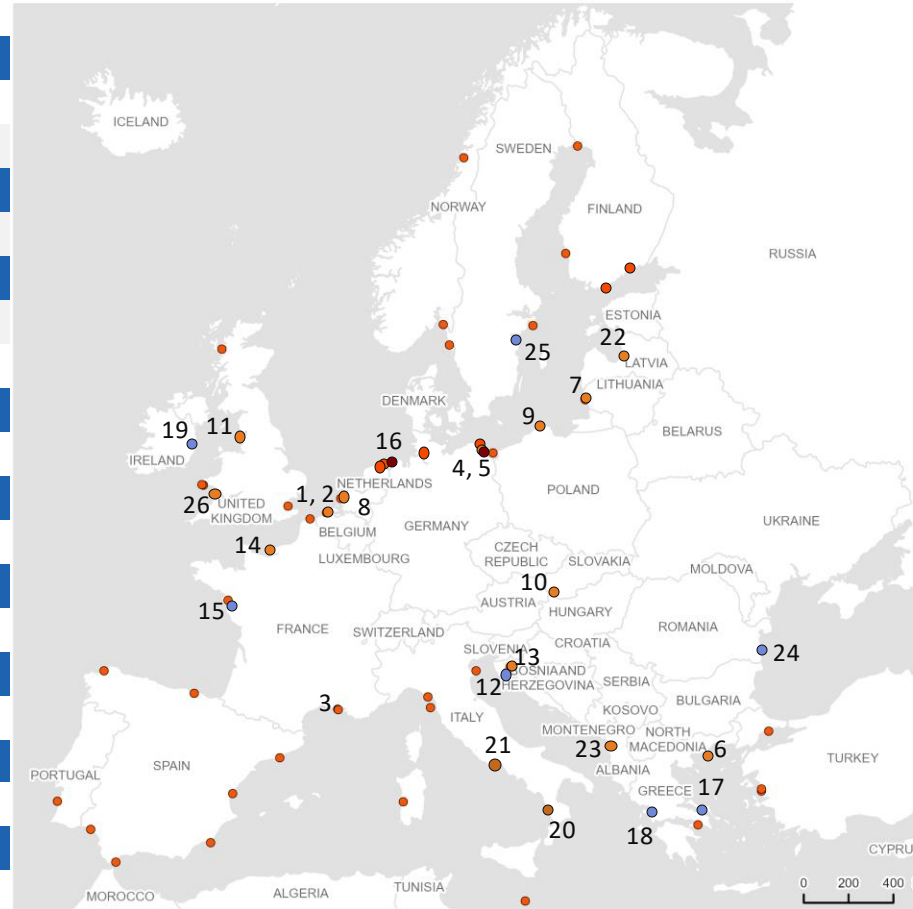 ICELAND
SWEDEN
NORWAY
FINLAND
RUSSIA
ESTONIA
22
25
LATVIA
7
LITHUANIA
DENMARK
9
19
11
16
BELARUS
IRELAND
4, 5
1, 2
NETHERLANDS
POLAND
26
UNITED
KINGDOM
8
BELGIUM
GERMANY
UKRAINE
14
LUXEMBOURG
CZECH
REPUBLIC
SLOVAKIA
MOLDOVA
10
AUSTRIA
HUNGARY
15
FRANCE
SWITZERLAND
ROMANIA
CROATIA
SLOVENIA
13
24
12
BOSNIA AND
HERZEGOVINA
SERBIA
3
ITALY
KOSOVO
BULGARIA
MONTENEGRO
NORTH
MACEDONIA
21
23
6
SPAIN
PORTUGAL
ALBANIA
TURKEY
GREECE
17
20
18
CYPRU
TUNISIA
ALGERIA
MOROCCO
0 200 400